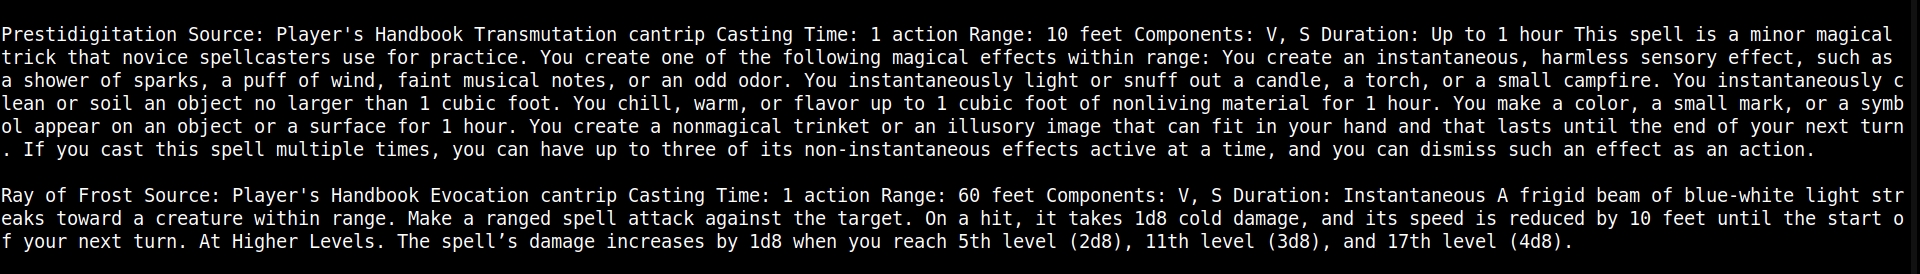 Prestidigitation Source: Player's Handbook Transmutation cantrip Casting Time: 1 action Range: 10 feet Components: V, S Duration: Up to 1 hour This spell is a minor magical
trick that novice spellcasters use for practice. You create one of the following magical effects within range: You create an instantaneous, harmless sensory effect, such as
a shower of sparks, a puff of wind, faint musical notes, or an odd odor. You instantaneously light or snuff out a candle, a torch, or a small campfire. You instantaneously c
lean or soil an object no larger than 1 cubic foot. You chill, warm, or flavor up to 1 cubic foot of nonliving material for 1 hour. You make a color, a small mark, or a symb
ol appear on an object or a surface for 1 hour. You create a nonmagical trinket or an illusory image that can fit in your hand and that lasts until the end of your next turn
. If you cast this spell multiple times, you can have up to three of its non-instantaneous effects active at a time, and you can dismiss such an effect as an action.
Ray of Frost Source: Player's Handbook Evocation cantrip Casting Time: 1 action Range: 60 feet Components: V, S Duration: Instantaneous A frigid beam of blue-white light str
eaks toward a creature within range. Make a ranged spell attack against the target. On a hit, it takes 1d8 cold damage, and its speed is reduced by 10 feet until the start o
f your next turn. At Higher Levels. The spell’s damage increases by 1d8 when you reach 5th level (2d8), 11th level (3d8), and 17th level (4d8).